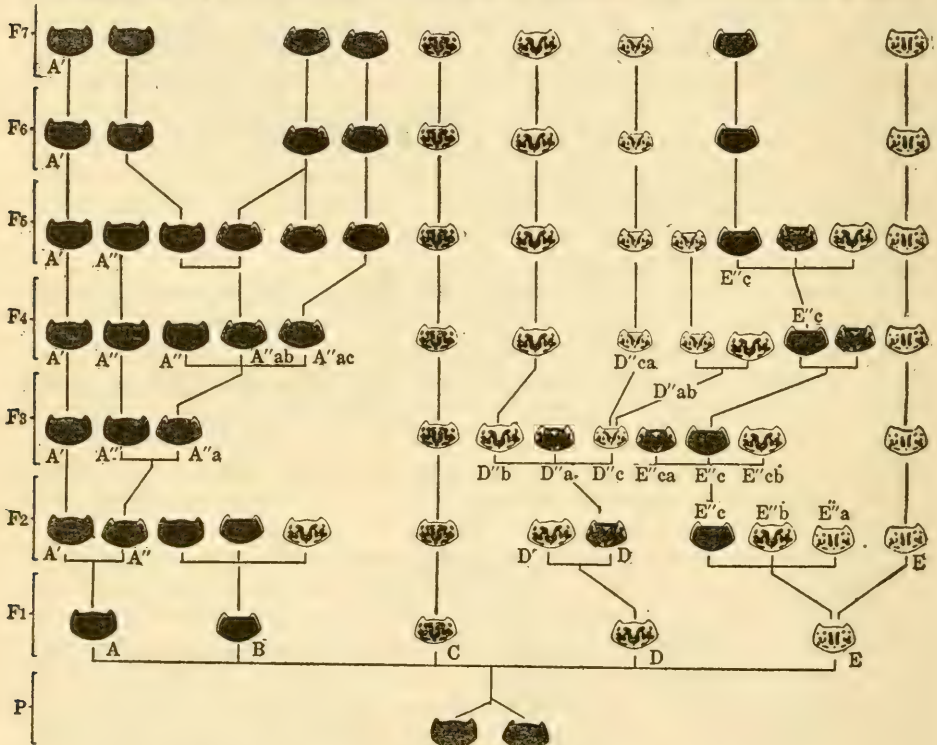 F7
A'
F6
A'
F5
A' A" E"c
F4
E"c
A' A" A" A"ab A"ac D"ca
D"ab
F3
A' A" A"a D"b D"a D"c E"ca E"c E"cb
E"c E"b E"a
F2
A' A" D' D E
F1
A B C D E
P